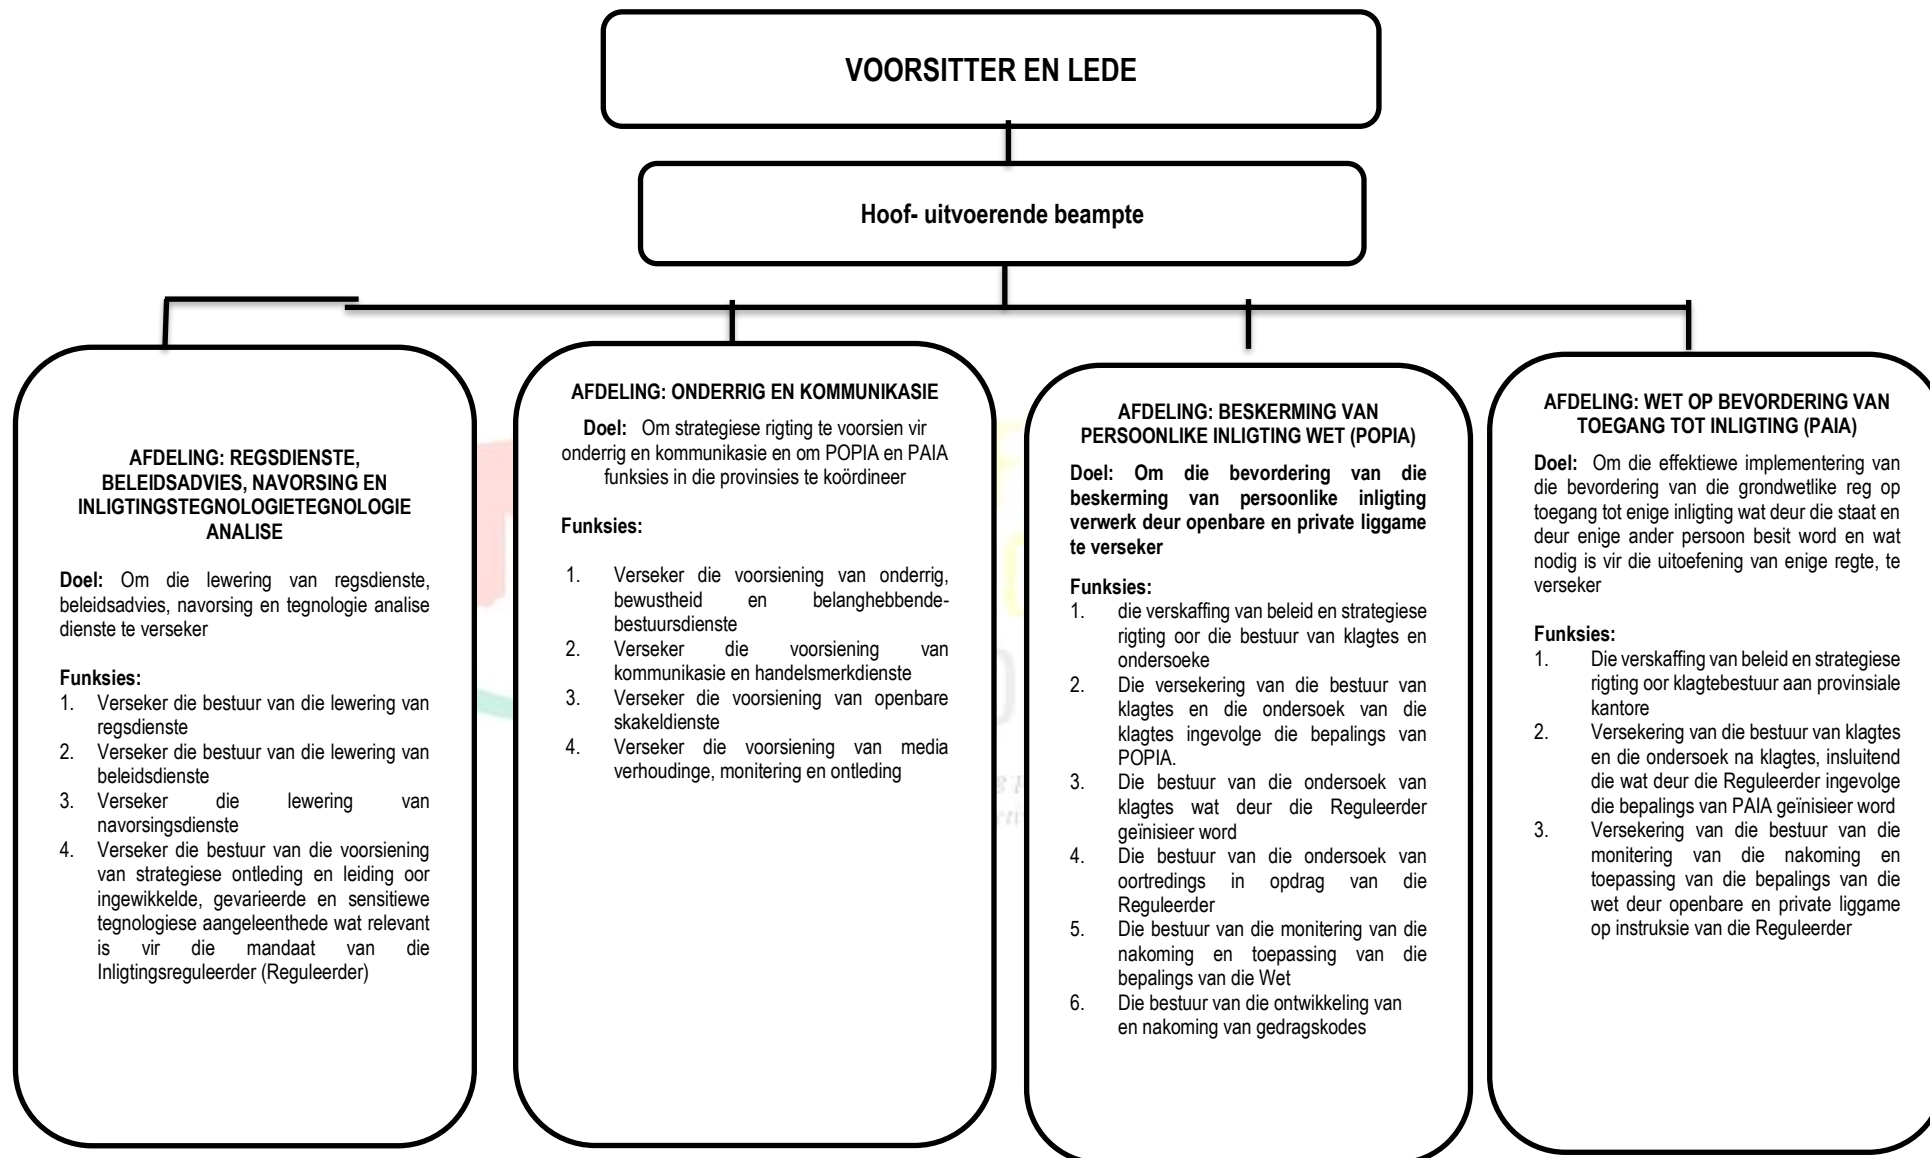 VOORSITTER EN LEDE
Hoof- uitvoerende beampte
AFDELING: REGSDIENSTE,
BELEIDSADVIES, NAVORSING EN
INLIGTINGSTEGNOLOGIETEGNOLOGIE
ANALISE
Doel: Om die lewering van regsdienste,
beleidsadvies, navorsing en tegnologie analise
dienste te verseker
Funksies:
1. Verseker die bestuur van die lewering van
regsdienste
2. Verseker die bestuur van die lewering van
beleidsdienste
3. Verseker die lewering van
navorsingsdienste
4. Verseker die bestuur van die voorsiening
van strategiese ontleding en leiding oor
ingewikkelde, gevarieerde en sensitiewe
tegnologiese aangeleenthede wat relevant
is vir die mandaat van die
Inligtingsreguleerder (Reguleerder)
AFDELING: ONDERRIG EN KOMMUNIKASIE
Doel: Om strategiese rigting te voorsien vir
onderrig en kommunikasie en om POPIA en PAIA
funksies in die provinsies te koördineer
Funksies:
1. Verseker die voorsiening van onderrig,
bewustheid en belanghebbende-
bestuursdienste
2. Verseker die voorsiening van
kommunikasie en handelsmerkdienste
3. Verseker die voorsiening van openbare
skakeldienste
4. Verseker die voorsiening van media
verhoudinge, monitering en ontleding
AFDELING: BESKERMING VAN
PERSOONLIKE INLIGTING WET (POPIA)
Doel: Om die bevordering van die
beskerming van persoonlike inligting
verwerk deur openbare en private liggame
te verseker
Funksies:
1. die verskaffing van beleid en strategiese
rigting oor die bestuur van klagtes en
ondersoeke
2. Die versekering van die bestuur van
klagtes en die ondersoek van die
klagtes ingevolge die bepalings van
POPIA.
3. Die bestuur van die ondersoek van
klagtes wat deur die Reguleerder
geïnisieer word
4. Die bestuur van die ondersoek van
oortredings in opdrag van die
Reguleerder
5. Die bestuur van die monitering van die
nakoming en toepassing van die
bepalings van die Wet
6. Die bestuur van die ontwikkeling van
en nakoming van gedragskodes
AFDELING: WET OP BEVORDERING VAN
TOEGANG TOT INLIGTING (PAIA)
Doel: Om die effektiewe implementering van
die bevordering van die grondwetlike reg op
toegang tot enige inligting wat deur die staat en
deur enige ander persoon besit word en wat
nodig is vir die uitoefening van enige regte, te
verseker
Funksies:
1. Die verskaffing van beleid en strategiese
rigting oor klagtebestuur aan provinsiale
kantore
2. Versekering van die bestuur van klagtes
en die ondersoek na klagtes, insluitend
die wat deur die Reguleerder ingevolge
die bepalings van PAIA geïnisieer word
3. Versekering van die bestuur van die
monitering van die nakoming en
toepassing van die bepalings van die
wet deur openbare en private liggame
op instruksie van die Reguleerder